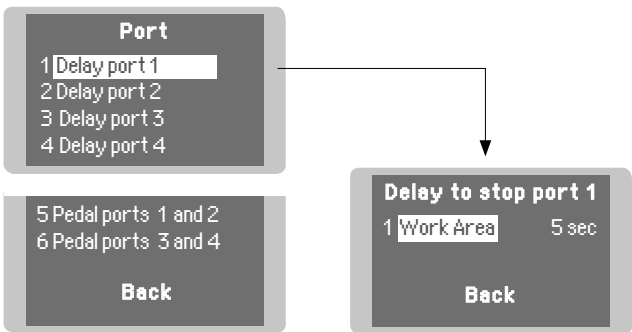 Port
1 Delay port 1
2 Delay port 2
3 Delay port 3
4 Delay port 4
5 Pedal ports 1 and 2
6 Pedal ports 3 and 4
Back
Delay to stop port 1
1 Work Area 5 sec
Back